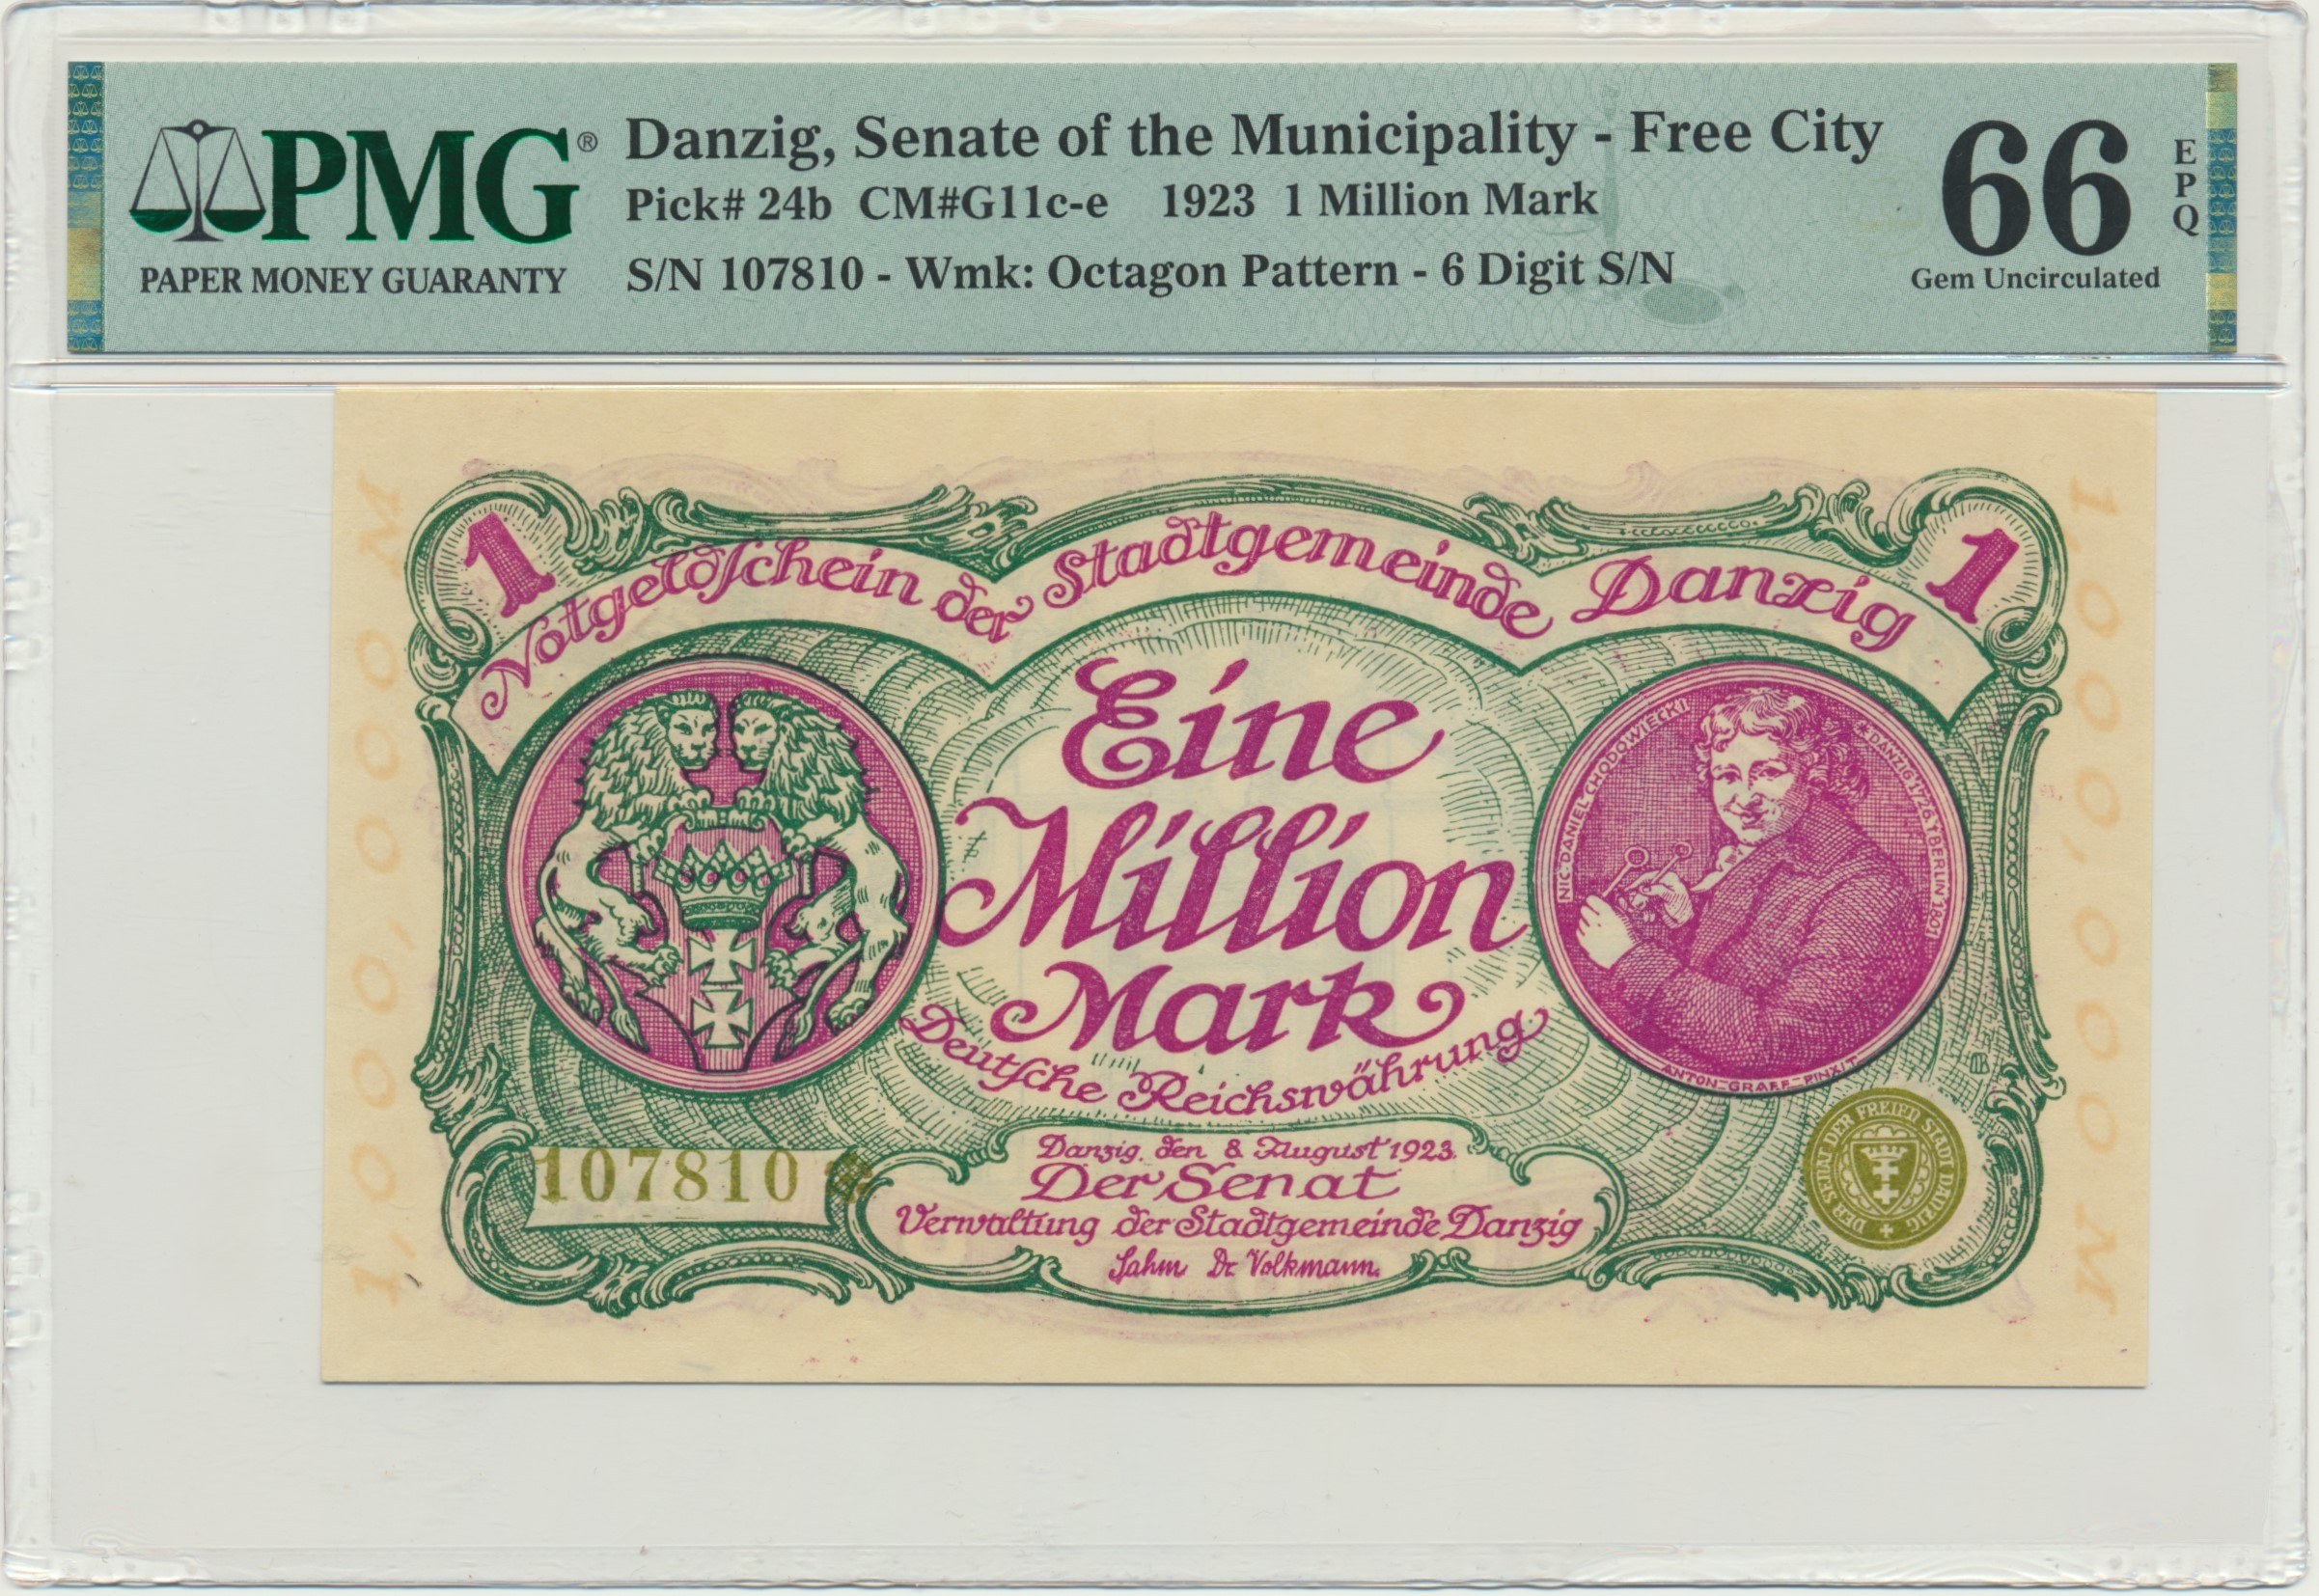 PMG®
PAPER MONEY GUARANTY
Danzig, Senate of the Municipality - Free City
Pick# 24b CM#G11c-e 1923 1 Million Mark
S/N 107810 - Wmk: Octagon Pattern - 6 Digit S/N
66
EPQ
Gem Uncirculated
1
1
Notgeldschein der Stadtgemeinde Danzig
1.000.000 M
1.000.000 M
Eine
Million
Mark
Deutsche Reichswährung
NIC·DANIEL CHODOWIECKI
*DANZIG 1726 †BERLIN 1801
ANTON-GRAFF-PINXIT
107810 *
Danzig, den 8 August 1923.
Der Senat
Verwaltung der Stadtgemeinde Danzig
Sahm Dr Volkmann.
DER SENAT DER FREIEN STADT DANZIG